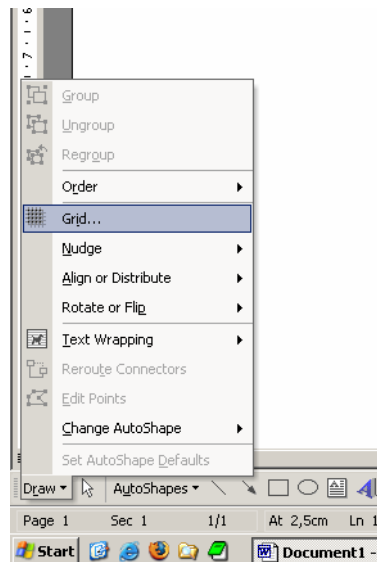 Group
Ungroup
Regroup
Order
Grid...
Nudge
Align or Distribute
Rotate or Flip
Text Wrapping
Reroute Connectors
Edit Points
Change AutoShape
Set AutoShape Defaults
Draw AutoShapes
Page 1 Sec 1 1/1 At 2,5cm Ln 1
Start Document1 -